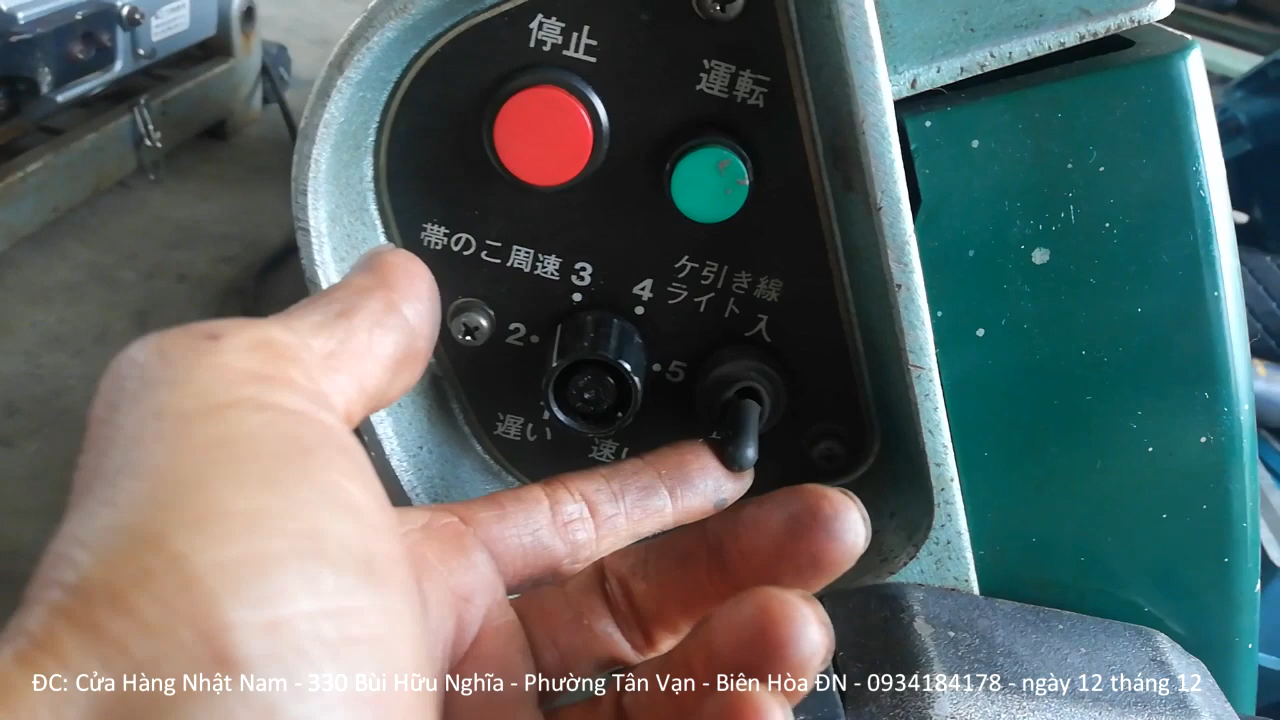 停止
運転
帯のこ周速
ケ引き線
ライト
入
2
3
4
5
遅い
速
ĐC: Cửa Hàng Nhật Nam - 330 Bùi Hữu Nghĩa - Phường Tân Vạn - Biên Hòa ĐN - 0934184178 - ngày 12 tháng 12